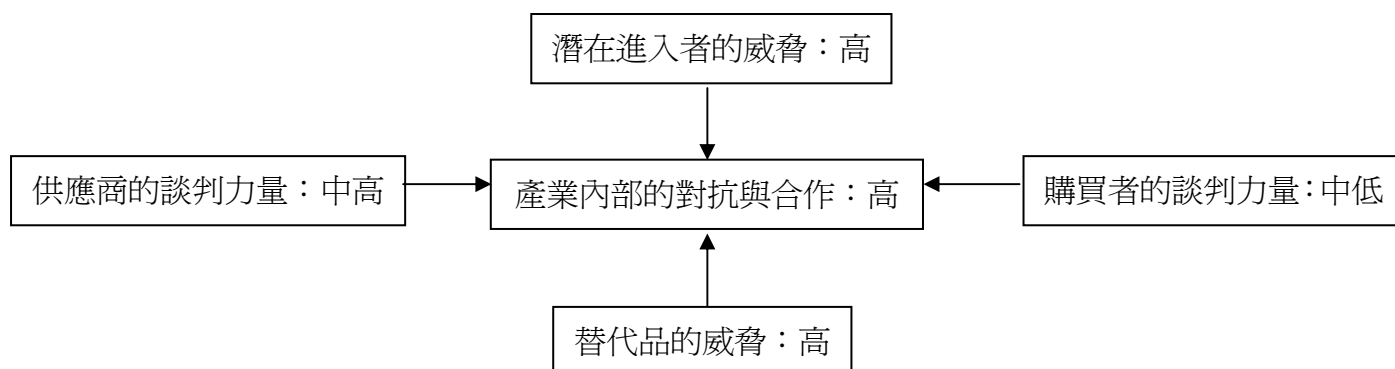 潛在進入者的威脅：高
供應商的談判力量：中高
產業內部的對抗與合作：高
購買者的談判力量：中低
替代品的威脅：高